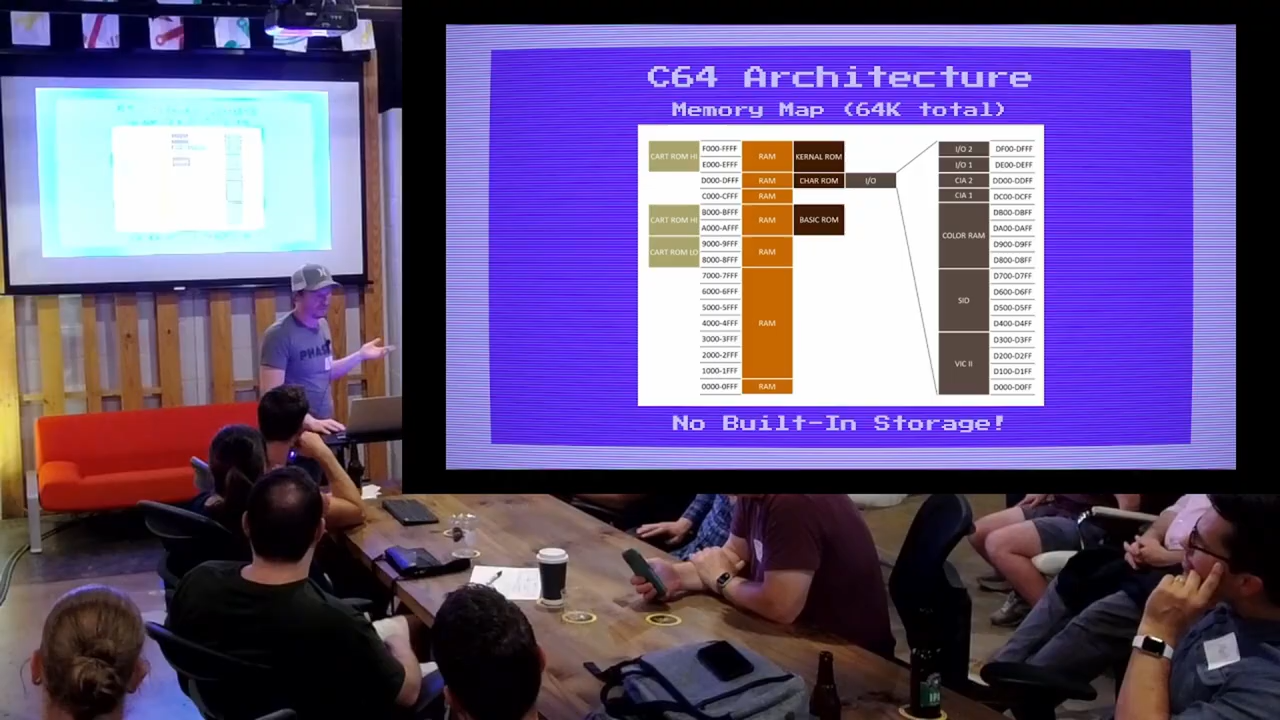 C64 Architecture
Memory Map (64K total)
CART ROM HI F000-FFFF RAM KERNAL ROM I/O 2 DF00-DFFF
E000-EFFF I/O 1 DE00-DEFF
D000-DFFF RAM CHAR ROM I/O CIA 2 DD00-DDFF
C000-CFFF RAM CIA 1 DC00-DCFF
CART ROM HI B000-BFFF RAM BASIC ROM COLOR RAM DB00-DBFF
A000-AFFF DA00-DAFF
CART ROM LO 9000-9FFF RAM D900-D9FF
8000-8FFF D800-D8FF
7000-7FFF RAM SID D700-D7FF
6000-6FFF D600-D6FF
5000-5FFF D500-D5FF
4000-4FFF D400-D4FF
3000-3FFF VIC II D300-D3FF
2000-2FFF D200-D2FF
1000-1FFF D100-D1FF
0000-0FFF RAM D000-D0FF
No Built-In Storage!